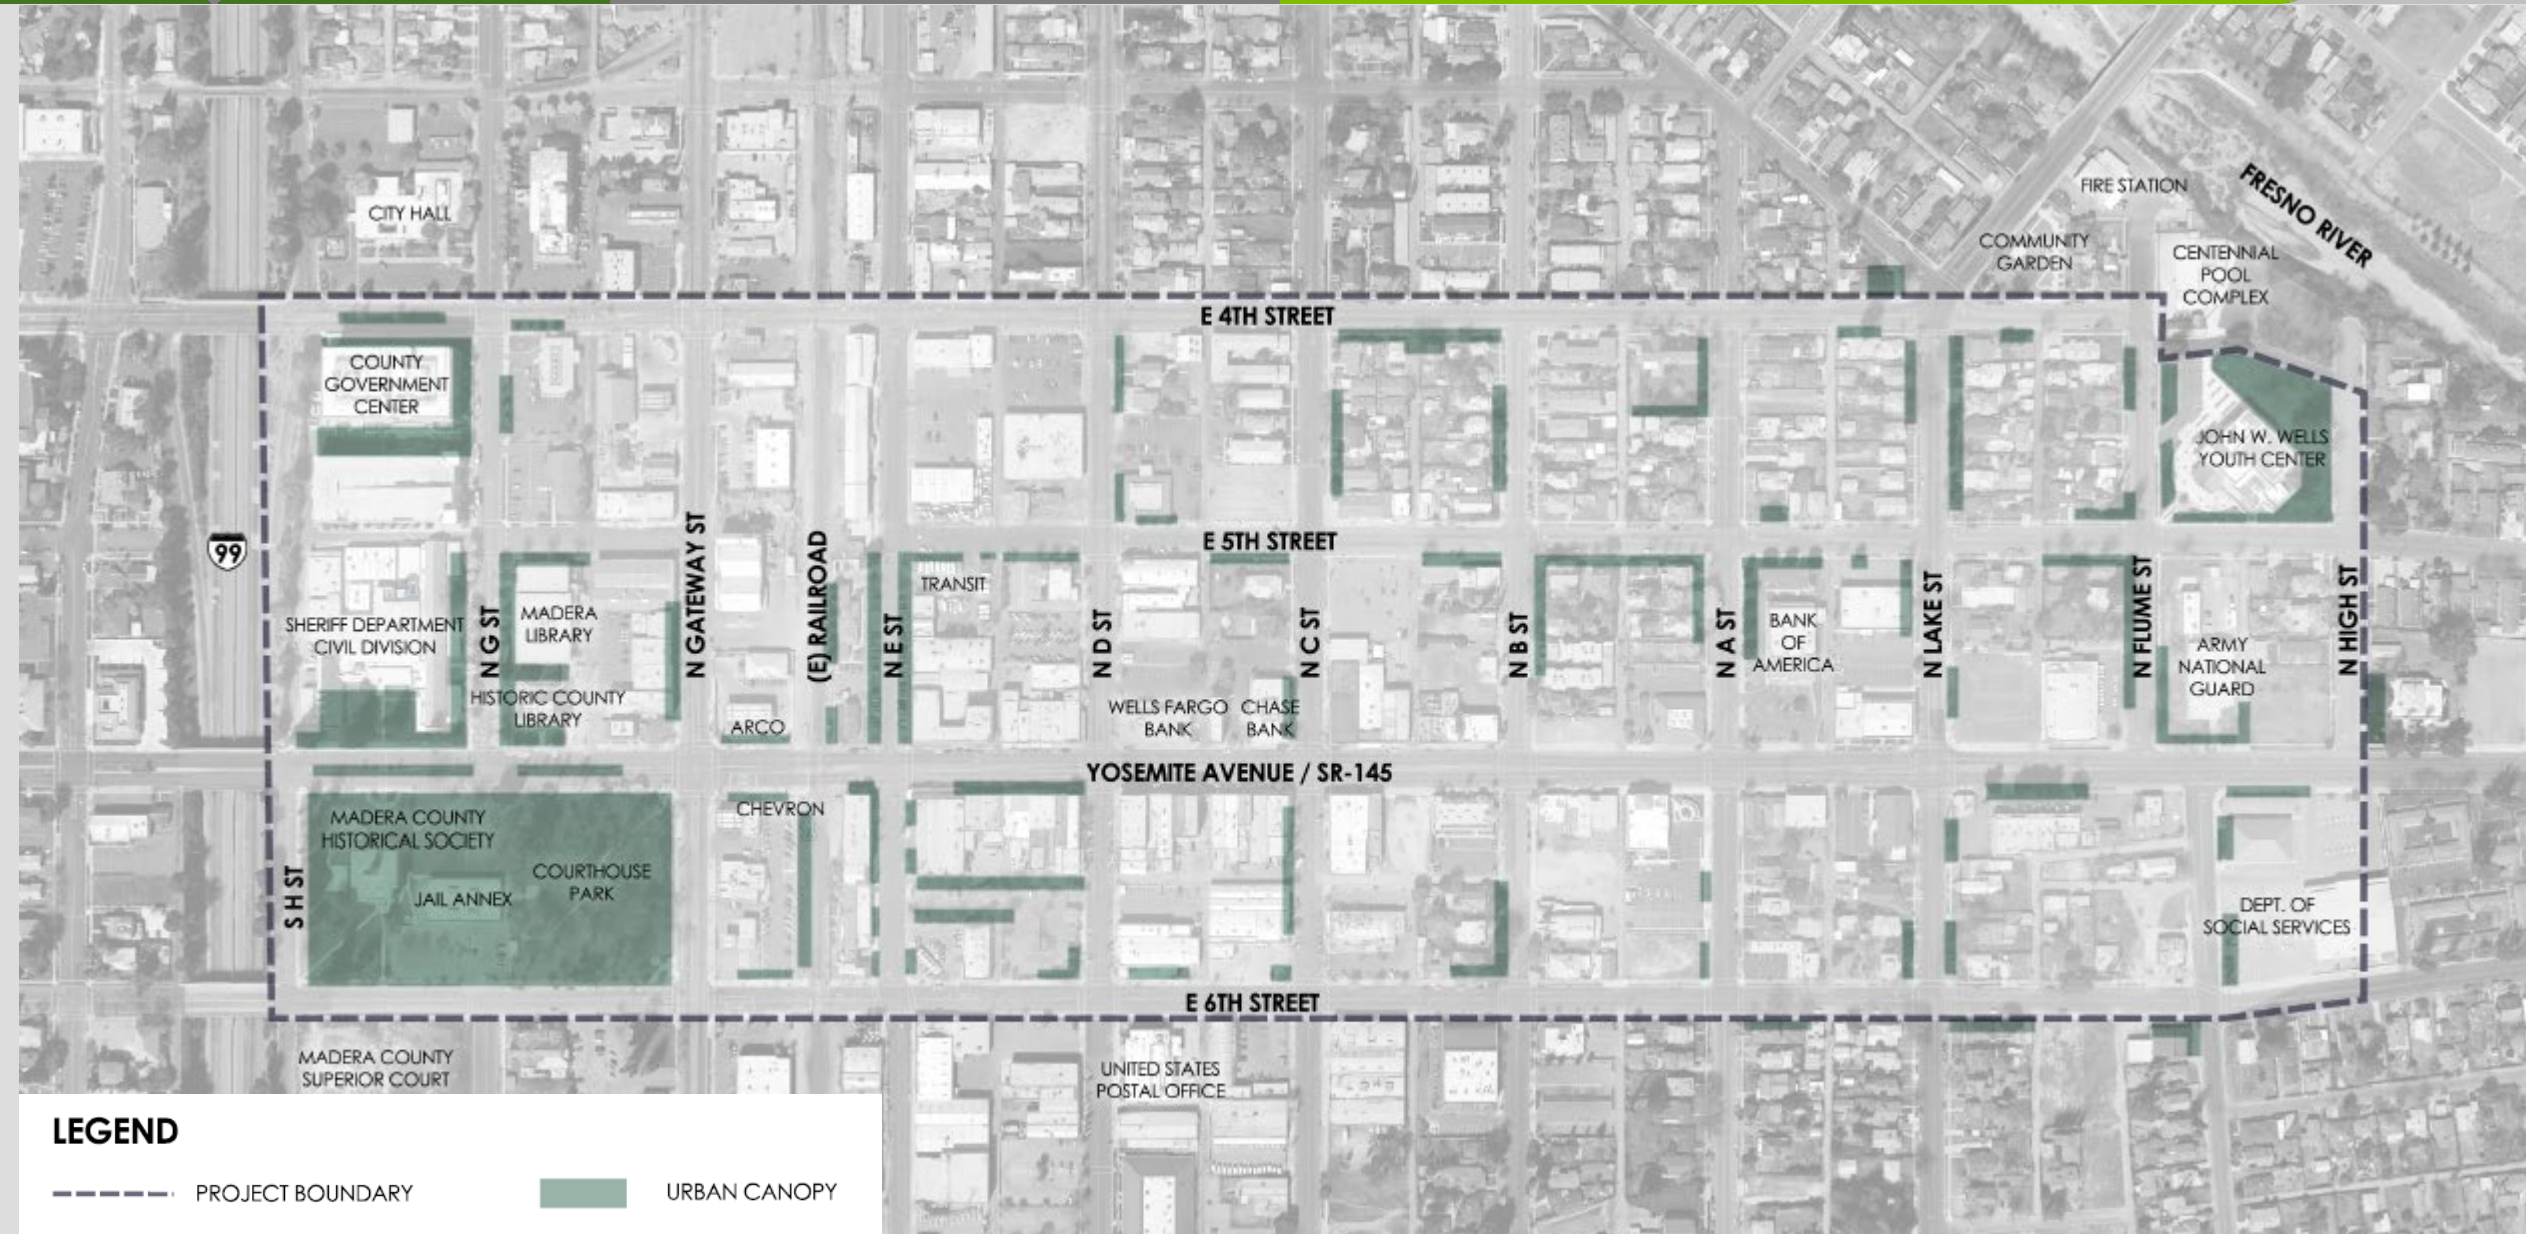 FIRE STATION
FRESNO RIVER
CITY HALL
COMMUNITY
GARDEN
CENTENNIAL
POOL
COMPLEX
E 4TH STREET
COUNTY
GOVERNMENT
CENTER
JOHN W. WELLS
YOUTH CENTER
99
E 5TH STREET
N G ST
N GATEWAY ST
(E) RAILROAD
N E ST
N D ST
N C ST
N B ST
N A ST
N LAKE ST
N FLUME ST
N HIGH ST
TRANSIT
SHERIFF DEPARTMENT
CIVIL DIVISION
MADERA
LIBRARY
BANK
OF
AMERICA
ARMY
NATIONAL
GUARD
HISTORIC COUNTY
LIBRARY
ARCO
WELLS FARGO
BANK
CHASE
BANK
YOSEMITE AVENUE / SR-145
MADERA COUNTY
HISTORICAL SOCIETY
CHEVRON
S H ST
JAIL ANNEX
COURTHOUSE
PARK
DEPT. OF
SOCIAL SERVICES
E 6TH STREET
MADERA COUNTY
SUPERIOR COURT
UNITED STATES
POSTAL OFFICE
LEGEND
PROJECT BOUNDARY
URBAN CANOPY